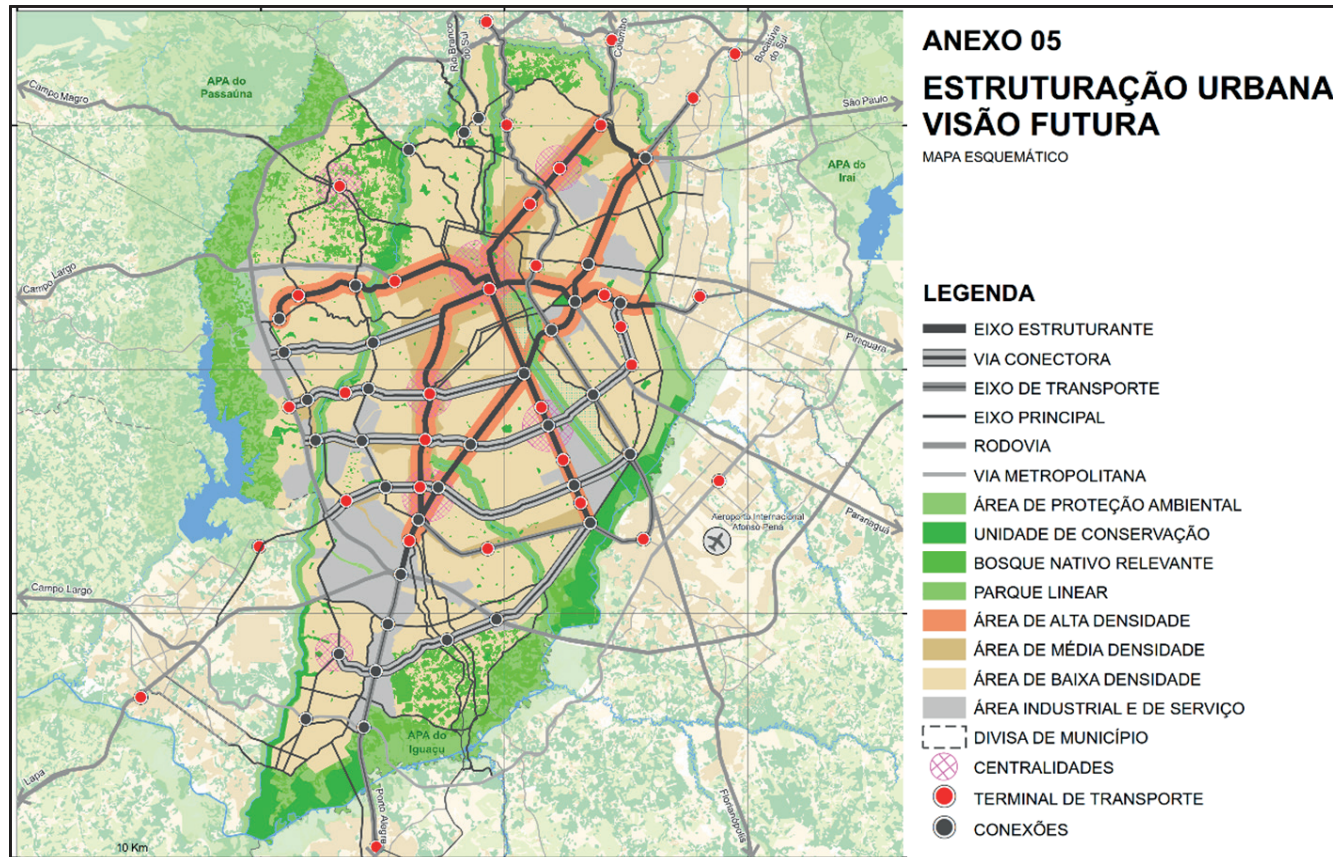 ANEXO 05
ESTRUTURAÇÃO URBANA
VISÃO FUTURA
MAPA ESQUEMÁTICO
LEGENDA
EIXO ESTRUTURANTE
VIA CONECTORA
EIXO DE TRANSPORTE
EIXO PRINCIPAL
RODOVIA
VIA METROPOLITANA
ÁREA DE PROTEÇÃO AMBIENTAL
UNIDADE DE CONSERVAÇÃO
BOSQUE NATIVO RELEVANTE
PARQUE LINEAR
ÁREA DE ALTA DENSIDADE
ÁREA DE MÉDIA DENSIDADE
ÁREA DE BAIXA DENSIDADE
ÁREA INDUSTRIAL E DE SERVIÇO
DIVISA DE MUNICÍPIO
CENTRALIDADES
TERMINAL DE TRANSPORTE
CONEXÕES
Rio Branco
do Sul
Colombo
Bocaiúva
do Sul
APA do
Passaúna
Campo Magro
São Paulo
APA do
Iraí
Campo Largo
Piraquara
Aeroporto Internacional
Afonso Pena
Paranaguá
Campo Largo
APA do
Iguaçu
Lapa
Porto Alegre
Florianópolis
10 Km